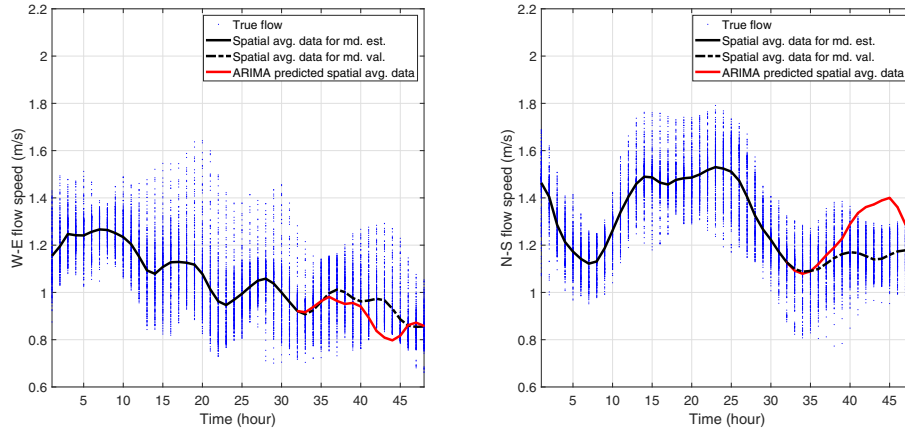 2.2
2
1.8
1.6
1.4
1.2
1
0.8
0.6
5 10 15 20 25 30 35 40 45
Time (hour)
W-E flow speed (m/s)
True flow
Spatial avg. data for md. est.
Spatial avg. data for md. val.
ARIMA predicted spatial avg. data
2.2
2
1.8
1.6
1.4
1.2
1
0.8
0.6
5 10 15 20 25 30 35 40 45
Time (hour)
N-S flow speed (m/s)
True flow
Spatial avg. data for md. est.
Spatial avg. data for md. val.
ARIMA predicted spatial avg. data